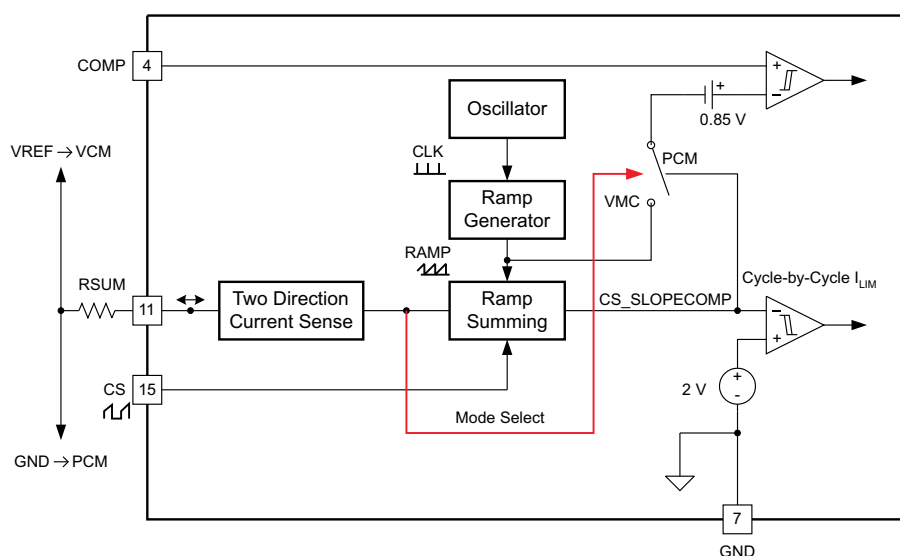 COMP
4
+
−
+
0.85 V
Oscillator
CLK
PCM
VREF → VCM
Ramp
Generator
VMC
RAMP
RSUM
11
Two Direction
Current Sense
Ramp
Summing
CS_SLOPECOMP
Cycle-by-Cycle ILIM
−
+
CS
15
2 V
+
-
Mode Select
GND → PCM
7
GND